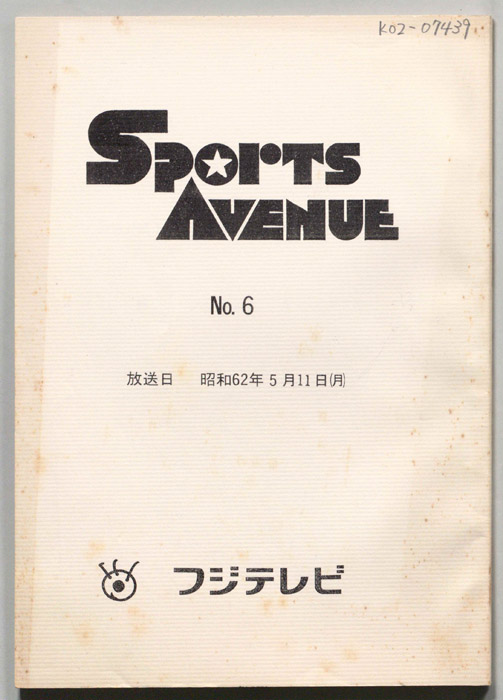 K02-07439
Sports
AVENUE
No. 6
放送日 昭和62年5月11日(月)
フジテレビ